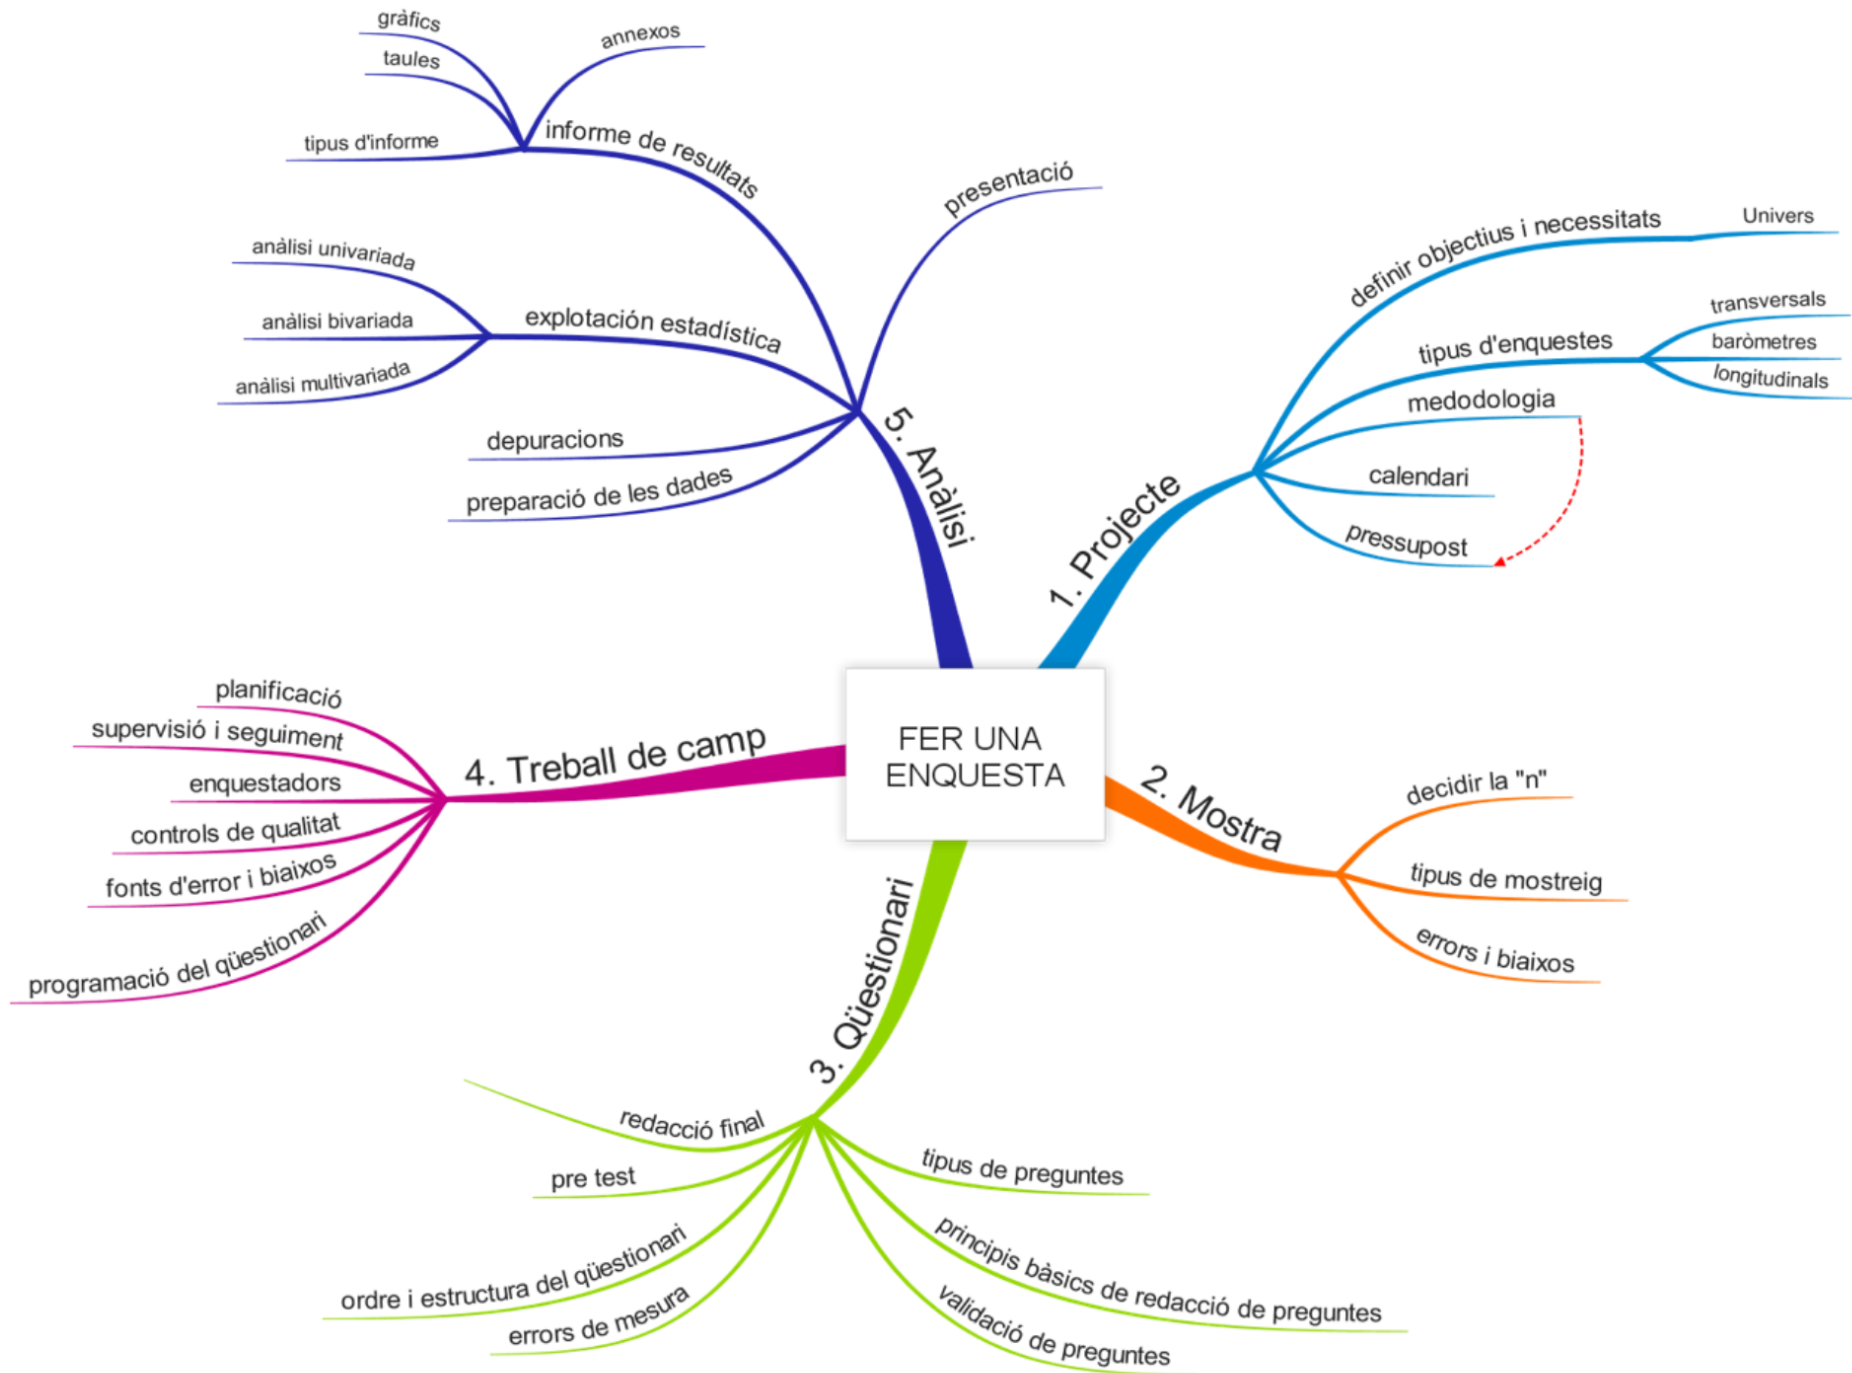 FER UNA
ENQUESTA
1. Projecte
definir objectius i necessitats
Univers
tipus d'enquestes
transversals
baròmetres
longitudinals
medodologia
calendari
pressupost
2. Mostra
decidir la "n"
tipus de mostreig
errors i biaixos
3. Qüestionari
tipus de preguntes
principis bàsics de redacció de preguntes
validació de preguntes
errors de mesura
ordre i estructura del qüestionari
pre test
redacció final
4. Treball de camp
planificació
supervisió i seguiment
enquestadors
controls de qualitat
fonts d'error i biaixos
programació del qüestionari
5. Anàlisi
preparació de les dades
depuracions
explotación estadística
anàlisi univariada
anàlisi bivariada
anàlisi multivariada
informe de resultats
tipus d'informe
taules
gràfics
annexos
presentació